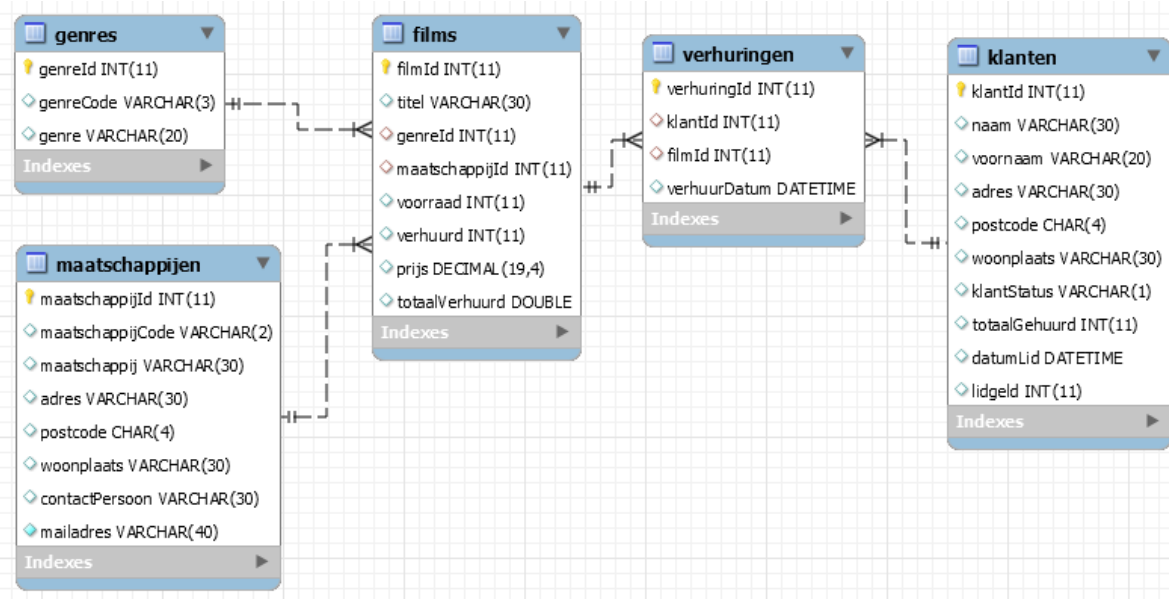 genres
genreId INT(11)
genreCode VARCHAR(3)
genre VARCHAR(20)
Indexes
films
filmId INT(11)
titel VARCHAR(30)
genreId INT(11)
maatschappijId INT(11)
voorraad INT(11)
verhuurd INT(11)
prijs DECIMAL(19,4)
totaalVerhuurd DOUBLE
Indexes
verhuringen
verhuringId INT(11)
klantId INT(11)
filmId INT(11)
verhuurDatum DATETIME
Indexes
klanten
klantId INT(11)
naam VARCHAR(30)
voornaam VARCHAR(20)
adres VARCHAR(30)
postcode CHAR(4)
woonplaats VARCHAR(30)
klantStatus VARCHAR(1)
totaalGehuurd INT(11)
datumLid DATETIME
lidgeld INT(11)
Indexes
maatschappijen
maatschappijId INT(11)
maatschappijCode VARCHAR(2)
maatschappij VARCHAR(30)
adres VARCHAR(30)
postcode CHAR(4)
woonplaats VARCHAR(30)
contactPersoon VARCHAR(30)
mailadres VARCHAR(40)
Indexes